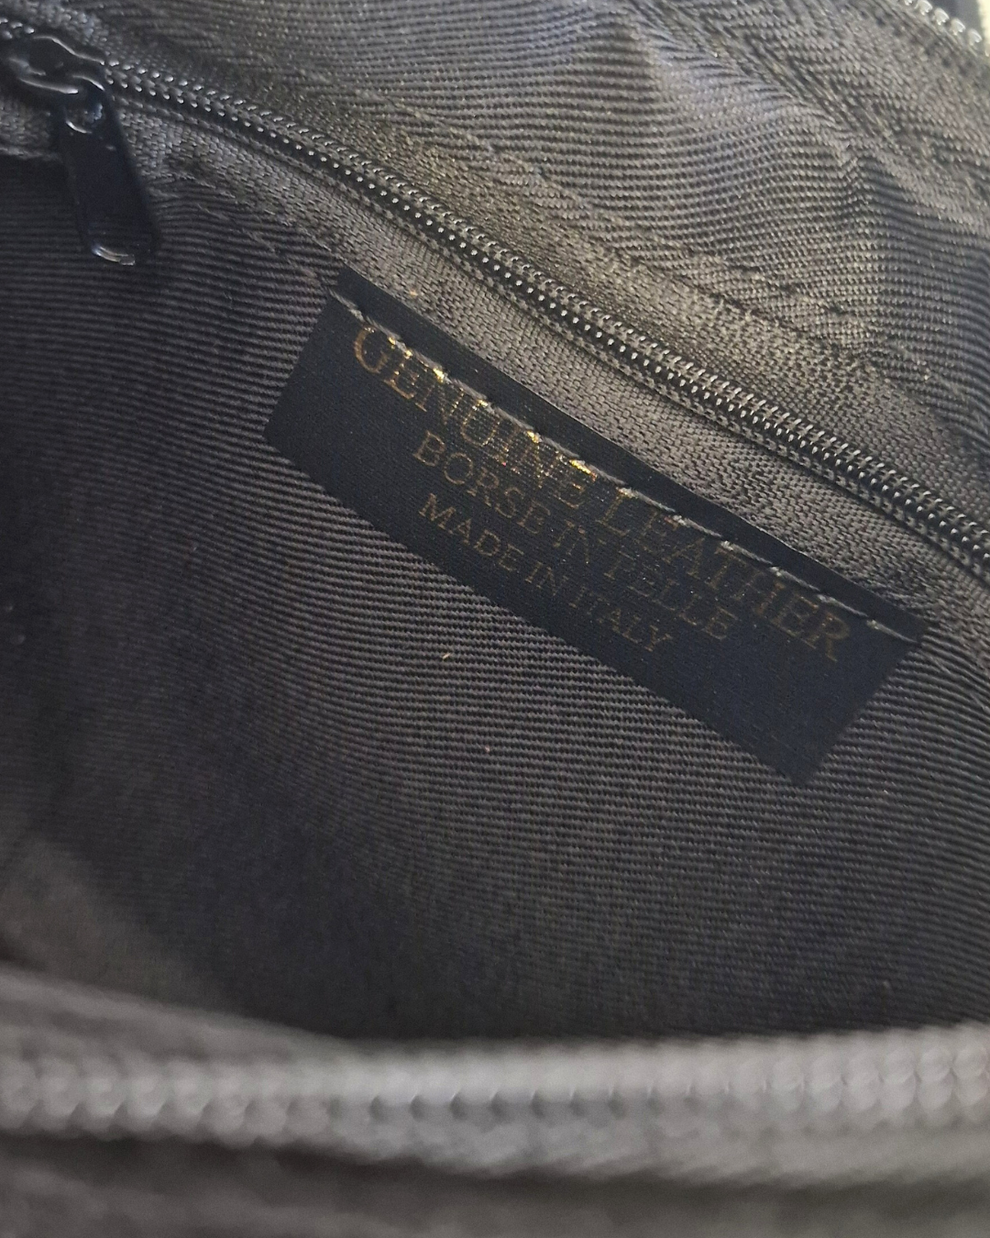 GENUINE LEATHER
BORSE IN PELLE
MADE IN ITALY